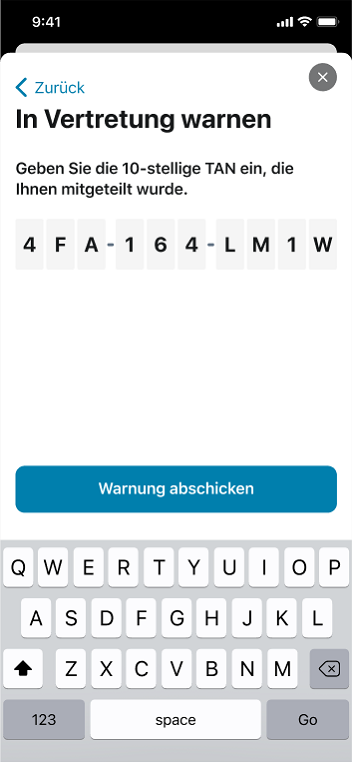 9:41
Zurück
In Vertretung warnen
Geben Sie die 10-stellige TAN ein, die
Ihnen mitgeteilt wurde.
4 F A - 1 6 4 - L M 1 W
Warnung abschicken
Q W E R T Y U I O P
A S D F G H J K L
Z X C V B N M
123 space Go